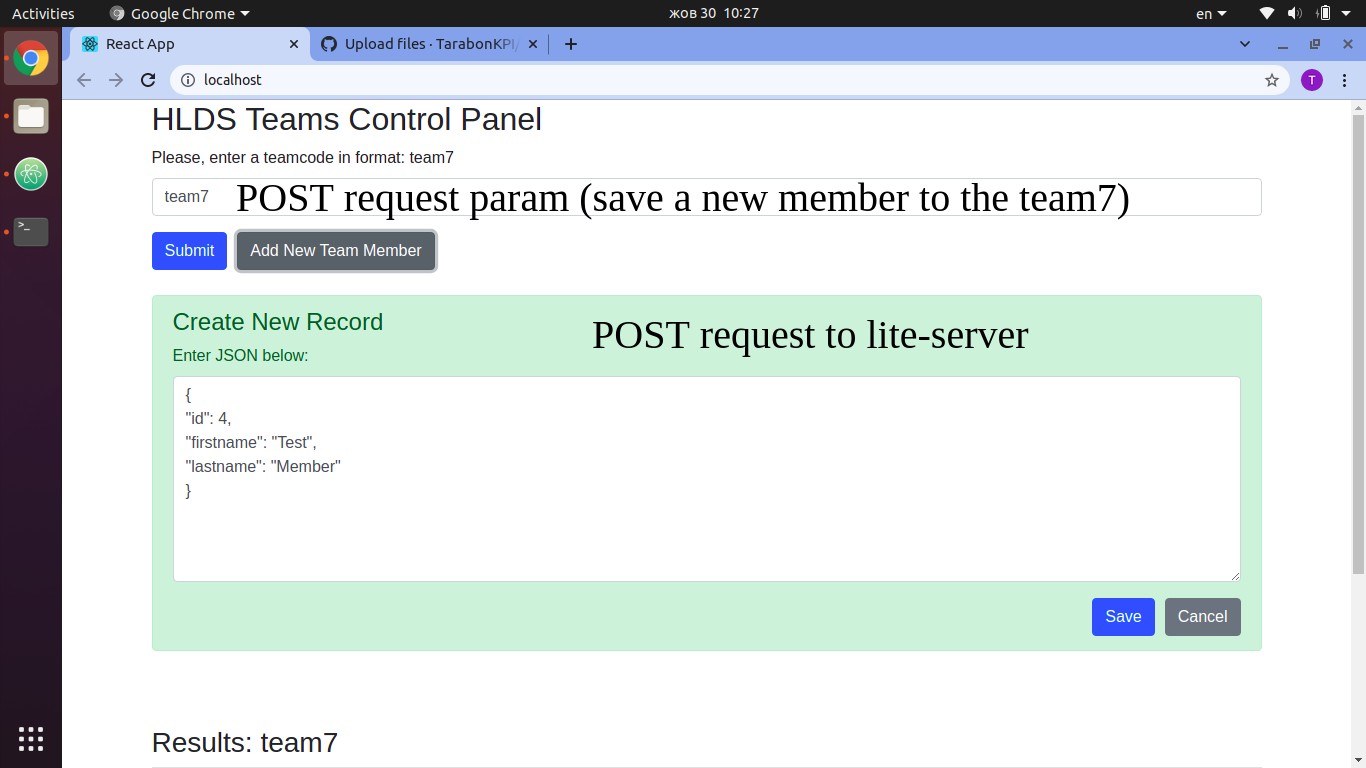 Activities Google Chrome жов 30 10:27 en
React App Upload files · TarabonKPI/
localhost T
HLDS Teams Control Panel
Please, enter a teamcode in format: team7
team7 POST request param (save a new member to the team7)
Submit Add New Team Member
Create New Record
POST request to lite-server
Enter JSON below:
{
"id": 4,
"firstname": "Test",
"lastname": "Member"
}
Save Cancel
Results: team7